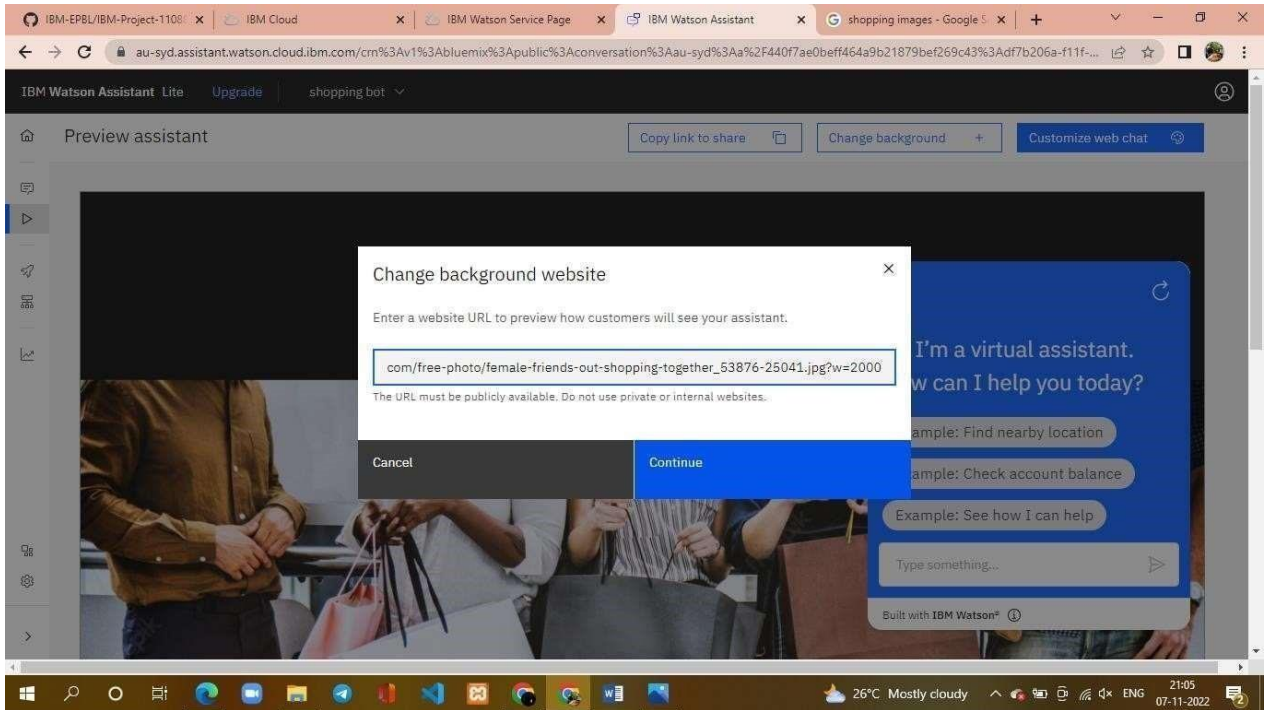 IBM-EPBL/IBM-Project-1108
IBM Cloud
IBM Watson Service Page
IBM Watson Assistant
shopping images - Google S
au-syd.assistant.watson.cloud.ibm.com/crn%3Av1%3Abluemix%3Apublic%3Aconversation%3Aau-syd%3Aa%2F440f7ae0beff464a9b21879bef269c43%3Adf7b206a-f11f-...
IBM Watson Assistant Lite Upgrade shopping bot
Preview assistant
Copy link to share
Change background +
Customize web chat
Change background website
Enter a website URL to preview how customers will see your assistant.
com/free-photo/female-friends-out-shopping-together_53876-25041.jpg?w=2000
The URL must be publicly available. Do not use private or internal websites.
Cancel
Continue
I'm a virtual assistant.
w can I help you today?
ample: Find nearby location
ample: Check account balance
Example: See how I can help
Type something...
Built with IBM Watson®
26°C Mostly cloudy
ENG
21:05
07-11-2022
2